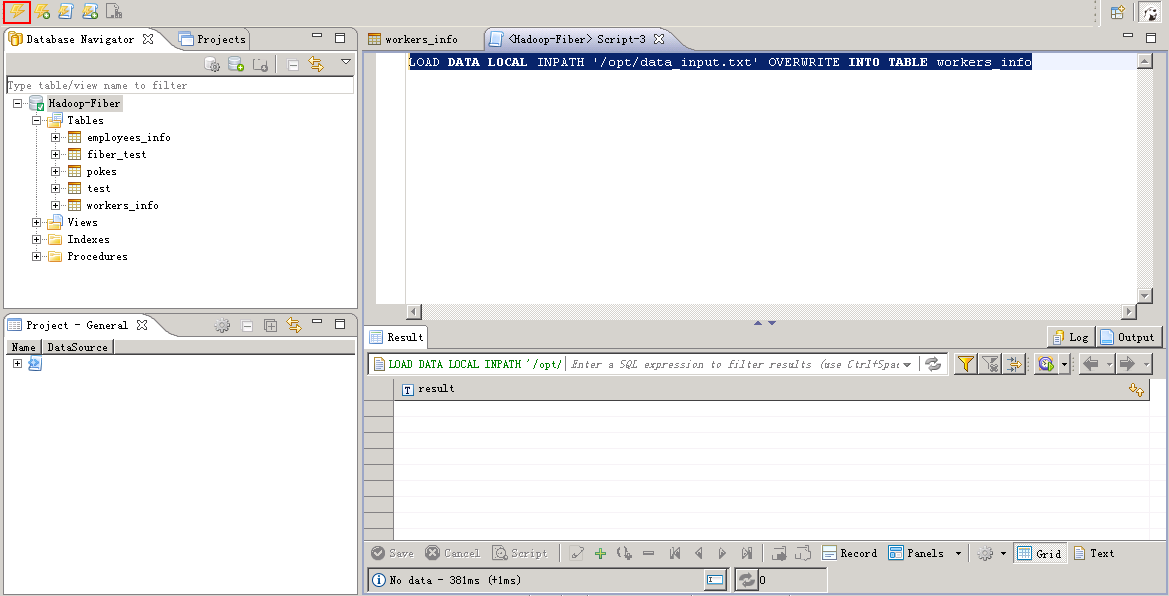 Database Navigator
Projects
Type table/view name to filter
Hadoop-Fiber
Tables
employees_info
fiber_test
pokes
test
workers_info
Views
Indexes
Procedures
Project - General
Name DataSource
workers_info
<Hadoop-Fiber> Script-3
LOAD DATA LOCAL INPATH '/opt/data_input.txt' OVERWRITE INTO TABLE workers_info
Result
Log
Output
LOAD DATA LOCAL INPATH '/opt/ Enter a SQL expression to filter results (use Ctrl+Spac
T result
Save Cancel Script Record Panels Grid Text
No data - 381ms (+1ms) 0